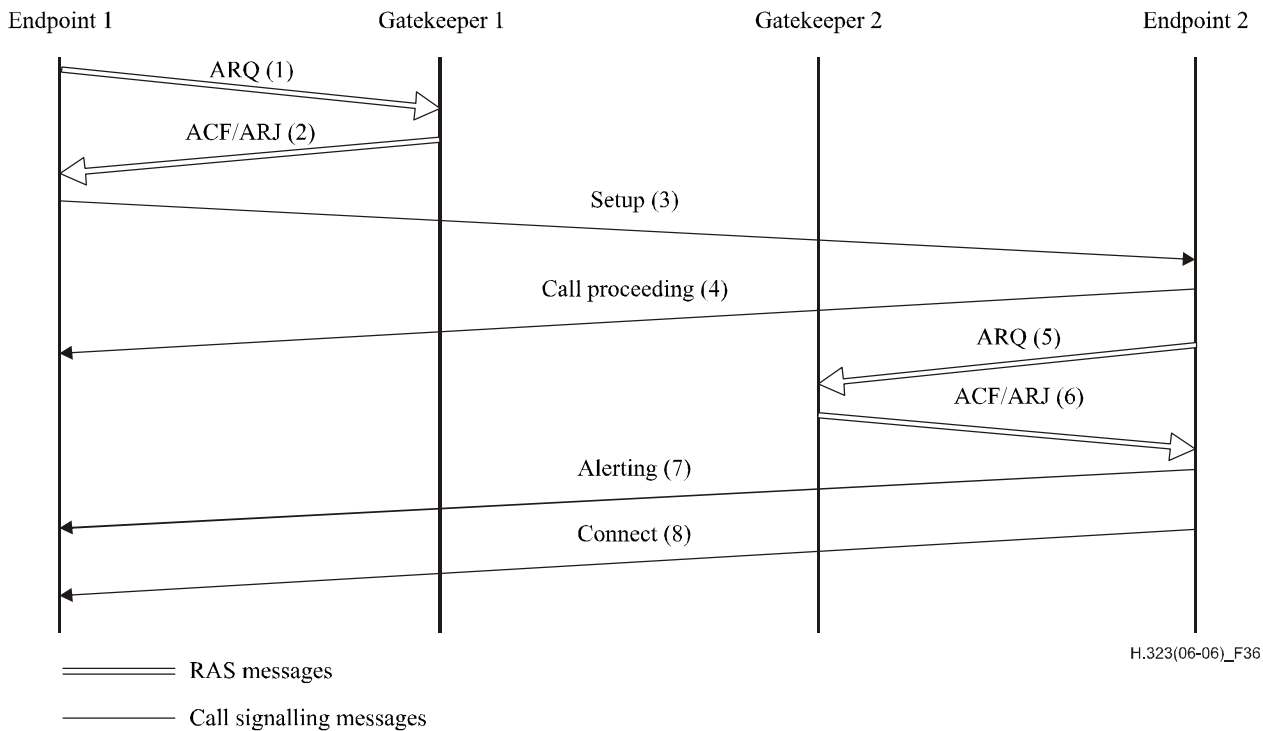 Endpoint 1 Gatekeeper 1 Gatekeeper 2 Endpoint 2
ARQ (1)
ACF/ARJ (2)
Setup (3)
Call proceeding (4)
ARQ (5)
ACF/ARJ (6)
Alerting (7)
Connect (8)
H.323(06-06)_F36
RAS messages
Call signalling messages